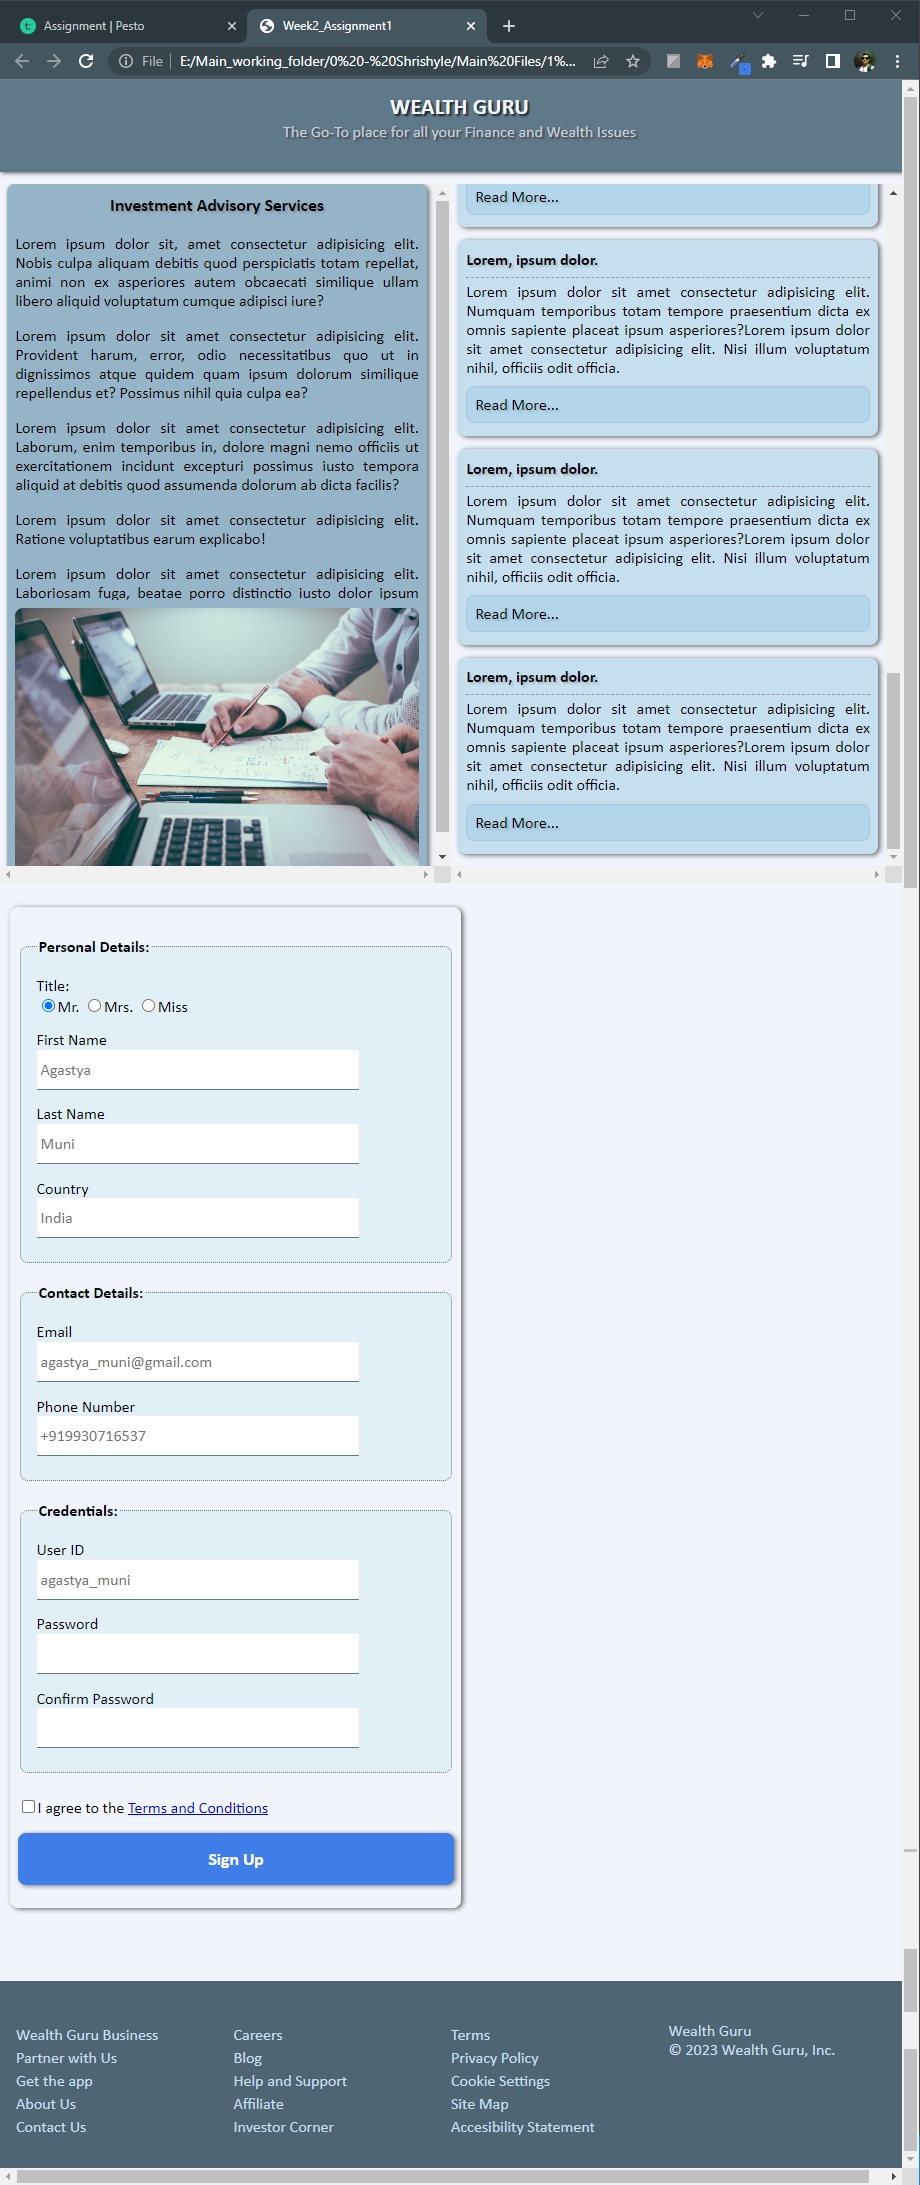 Assignment | Pesto
Week2_Assignment1
File
E:/Main_working_folder/0%20-%20Shrishyle/Main%20Files/1%...
WEALTH GURU
The Go-To place for all your Finance and Wealth Issues
Investment Advisory Services
Lorem ipsum dolor sit, amet consectetur adipisicing elit.
Nobis culpa aliquam debitis quod perspiciatis totam repellat,
animi non ex asperiores autem obcaecati similique ullam
libero aliquid voluptatum cumque adipisci iure?
Lorem ipsum dolor sit amet consectetur adipisicing elit.
Provident harum, error, odio necessitatibus quo ut in
dignissimos atque quidem quam ipsum dolorum similique
repellendus et? Possimus nihil quia culpa ea?
Lorem ipsum dolor sit amet consectetur adipisicing elit.
Laborum, enim temporibus in, dolore magni nemo officiis ut
exercitationem incidunt excepturi possimus iusto tempora
aliquid at debitis quod assumenda dolorum ab dicta facilis?
Lorem ipsum dolor sit amet consectetur adipisicing elit.
Ratione voluptatibus earum explicabo!
Lorem ipsum dolor sit amet consectetur adipisicing elit.
Laboriosam fuga, beatae porro distinctio iusto dolor ipsum
Read More...
Lorem, ipsum dolor.
Lorem ipsum dolor sit amet consectetur adipisicing elit.
Numquam temporibus totam tempore praesentium dicta ex
omnis sapiente placeat ipsum asperiores?Lorem ipsum dolor
sit amet consectetur adipisicing elit. Nisi illum voluptatum
nihil, officiis odit officia.
Read More...
Lorem, ipsum dolor.
Lorem ipsum dolor sit amet consectetur adipisicing elit.
Numquam temporibus totam tempore praesentium dicta ex
omnis sapiente placeat ipsum asperiores?Lorem ipsum dolor
sit amet consectetur adipisicing elit. Nisi illum voluptatum
nihil, officiis odit officia.
Read More...
Lorem, ipsum dolor.
Lorem ipsum dolor sit amet consectetur adipisicing elit.
Numquam temporibus totam tempore praesentium dicta ex
omnis sapiente placeat ipsum asperiores?Lorem ipsum dolor
sit amet consectetur adipisicing elit. Nisi illum voluptatum
nihil, officiis odit officia.
Read More...
Personal Details:
Title:
Mr. Mrs. Miss
First Name
Agastya
Last Name
Muni
Country
India
Contact Details:
Email
agastya_muni@gmail.com
Phone Number
+919930716537
Credentials:
User ID
agastya_muni
Password
Confirm Password
I agree to the Terms and Conditions
Sign Up
Wealth Guru Business
Partner with Us
Get the app
About Us
Contact Us
Careers
Blog
Help and Support
Affiliate
Investor Corner
Terms
Privacy Policy
Cookie Settings
Site Map
Accesibility Statement
Wealth Guru
© 2023 Wealth Guru, Inc.